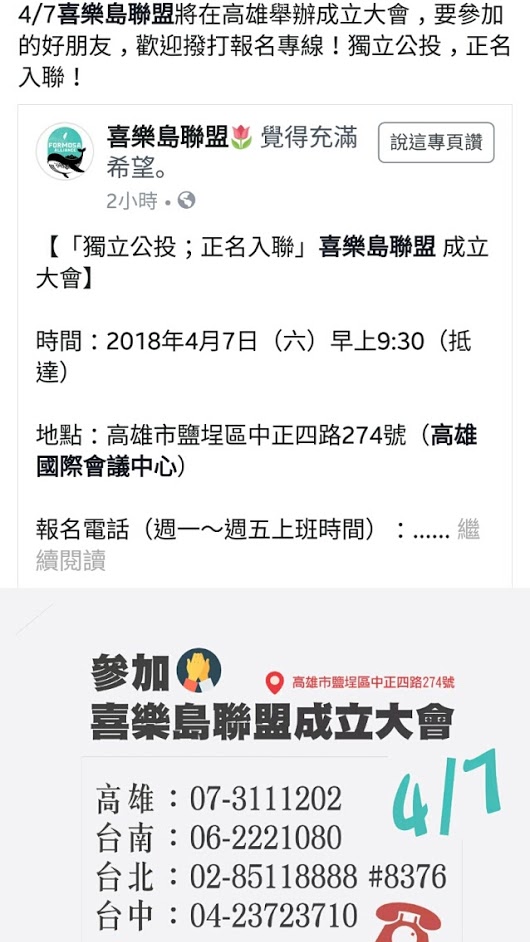 4/7喜樂島聯盟將在高雄舉辦成立大會，要參加
的好朋友，歡迎撥打報名專線！獨立公投，正名
入聯！
FORMOSA
ALLIANCE
喜樂島聯盟🌷 覺得充滿
希望。
說這專頁讚
2小時 •
【「獨立公投；正名入聯」喜樂島聯盟 成立
大會】
時間：2018年4月7日（六）早上9:30（抵
達）
地點：高雄市鹽埕區中正四路274號（高雄
國際會議中心）
報名電話（週一～週五上班時間）：...... 繼
續閱讀
參加
高雄市鹽埕區中正四路274號
喜樂島聯盟成立大會
4/7
高雄：07-3111202
台南：06-2221080
台北：02-85118888 #8376
台中：04-23723710